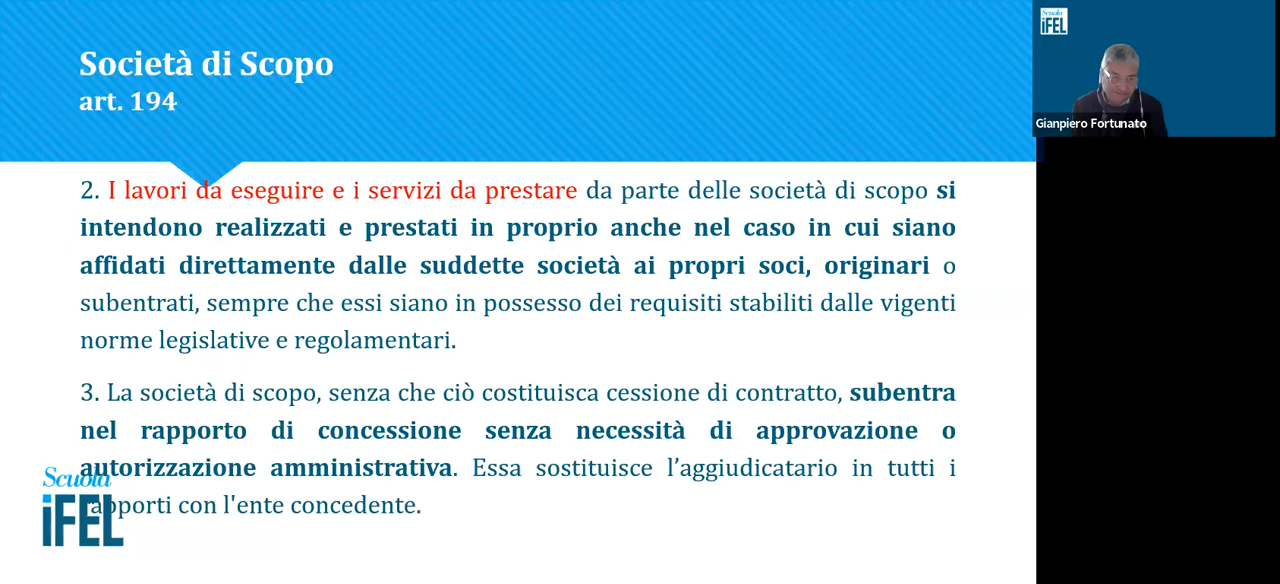 Società di Scopo
art. 194
2. I lavori da eseguire e i servizi da prestare da parte delle società di scopo si
intendono realizzati e prestati in proprio anche nel caso in cui siano
affidati direttamente dalle suddette società ai propri soci, originari o
subentrati, sempre che essi siano in possesso dei requisiti stabiliti dalle vigenti
norme legislative e regolamentari.
3. La società di scopo, senza che ciò costituisca cessione di contratto, subentra
nel rapporto di concessione senza necessità di approvazione o
autorizzazione amministrativa. Essa sostituisce l’aggiudicatario in tutti i
rapporti con l'ente concedente.
Scuola
iFEL
Scuola
iFEL
Gianpiero Fortunato